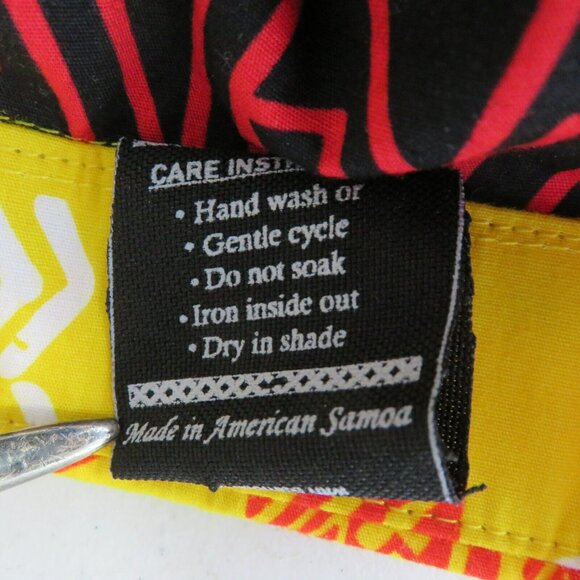 CARE INST
• Hand wash or
• Gentle cycle
• Do not soak
• Iron inside out
• Dry in shade
Made in American Samoa